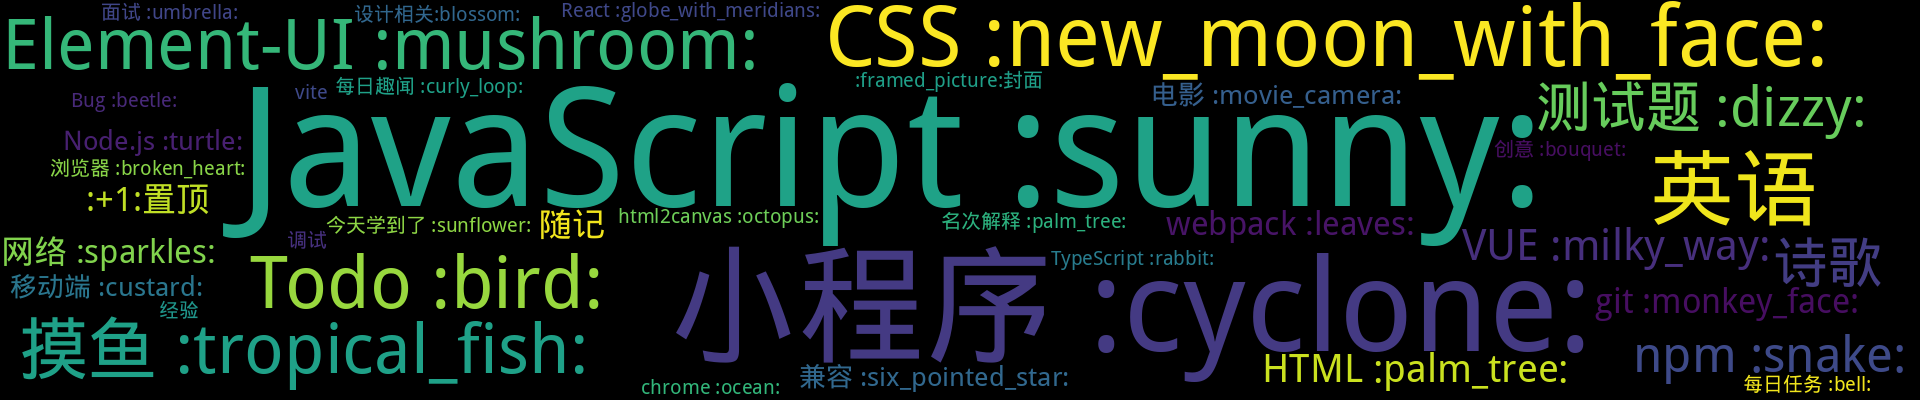 面试 :umbrella:
设计相关:blossom:
React :globe_with_meridians:
Element-UI :mushroom:
CSS :new_moon_with_face:
:framed_picture:封面
每日趣闻 :curly_loop:
vite
Bug :beetle:
电影 :movie_camera:
测试题 :dizzy:
JavaScript :sunny:
Node.js :turtle:
创意 :bouquet:
浏览器 :broken_heart:
英语
:+1:置顶
今天学到了 :sunflower:
随记
html2canvas :octopus:
名次解释 :palm_tree:
webpack :leaves:
调试
网络 :sparkles:
VUE :milky_way:
诗歌
TypeScript :rabbit:
Todo :bird:
移动端 :custard:
小程序 :cyclone:
git :monkey_face:
经验
摸鱼 :tropical_fish:
npm :snake:
HTML :palm_tree:
兼容 :six_pointed_star:
chrome :ocean:
每日任务 :bell: